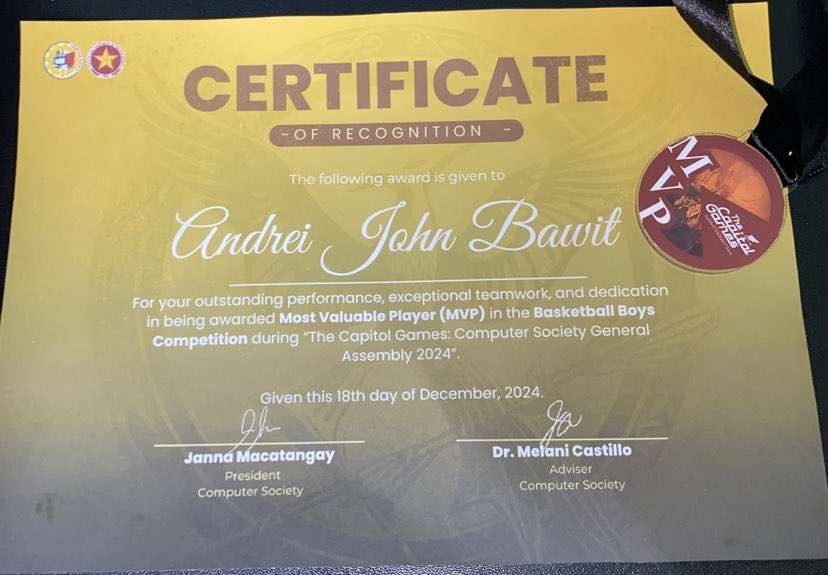 CERTIFICATE
-OF RECOGNITION -
The following award is given to
Andrei John Bawit
For your outstanding performance, exceptional teamwork, and dedication
in being awarded Most Valuable Player (MVP) in the Basketball Boys
Competition during "The Capitol Games: Computer Society General
Assembly 2024".
Given this 18th day of December, 2024.
Janna Macatangay
President
Computer Society
Dr. Melani Castillo
Adviser
Computer Society
MVP
The
Capitol
Games